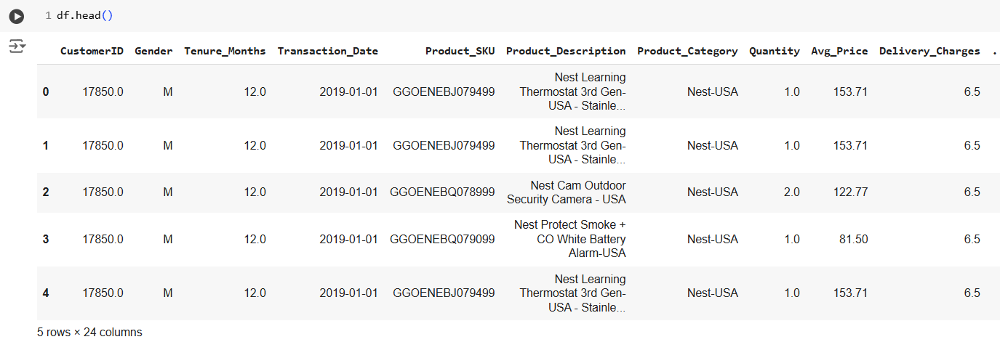 1 df.head()
CustomerID Gender Tenure_Months Transaction_Date Product_SKU Product_Description Product_Category Quantity Avg_Price Delivery_Charges .
0 17850.0 M 12.0 2019-01-01 GGOENEBJ079499 Nest Learning Thermostat 3rd Gen-USA - Stainle... Nest-USA 1.0 153.71 6.5
1 17850.0 M 12.0 2019-01-01 GGOENEBJ079499 Nest Learning Thermostat 3rd Gen-USA - Stainle... Nest-USA 1.0 153.71 6.5
2 17850.0 M 12.0 2019-01-01 GGOENEBQ078999 Nest Cam Outdoor Security Camera - USA Nest-USA 2.0 122.77 6.5
3 17850.0 M 12.0 2019-01-01 GGOENEBQ079099 Nest Protect Smoke + CO White Battery Alarm-USA Nest-USA 1.0 81.50 6.5
4 17850.0 M 12.0 2019-01-01 GGOENEBJ079499 Nest Learning Thermostat 3rd Gen-USA - Stainle... Nest-USA 1.0 153.71 6.5
5 rows × 24 columns